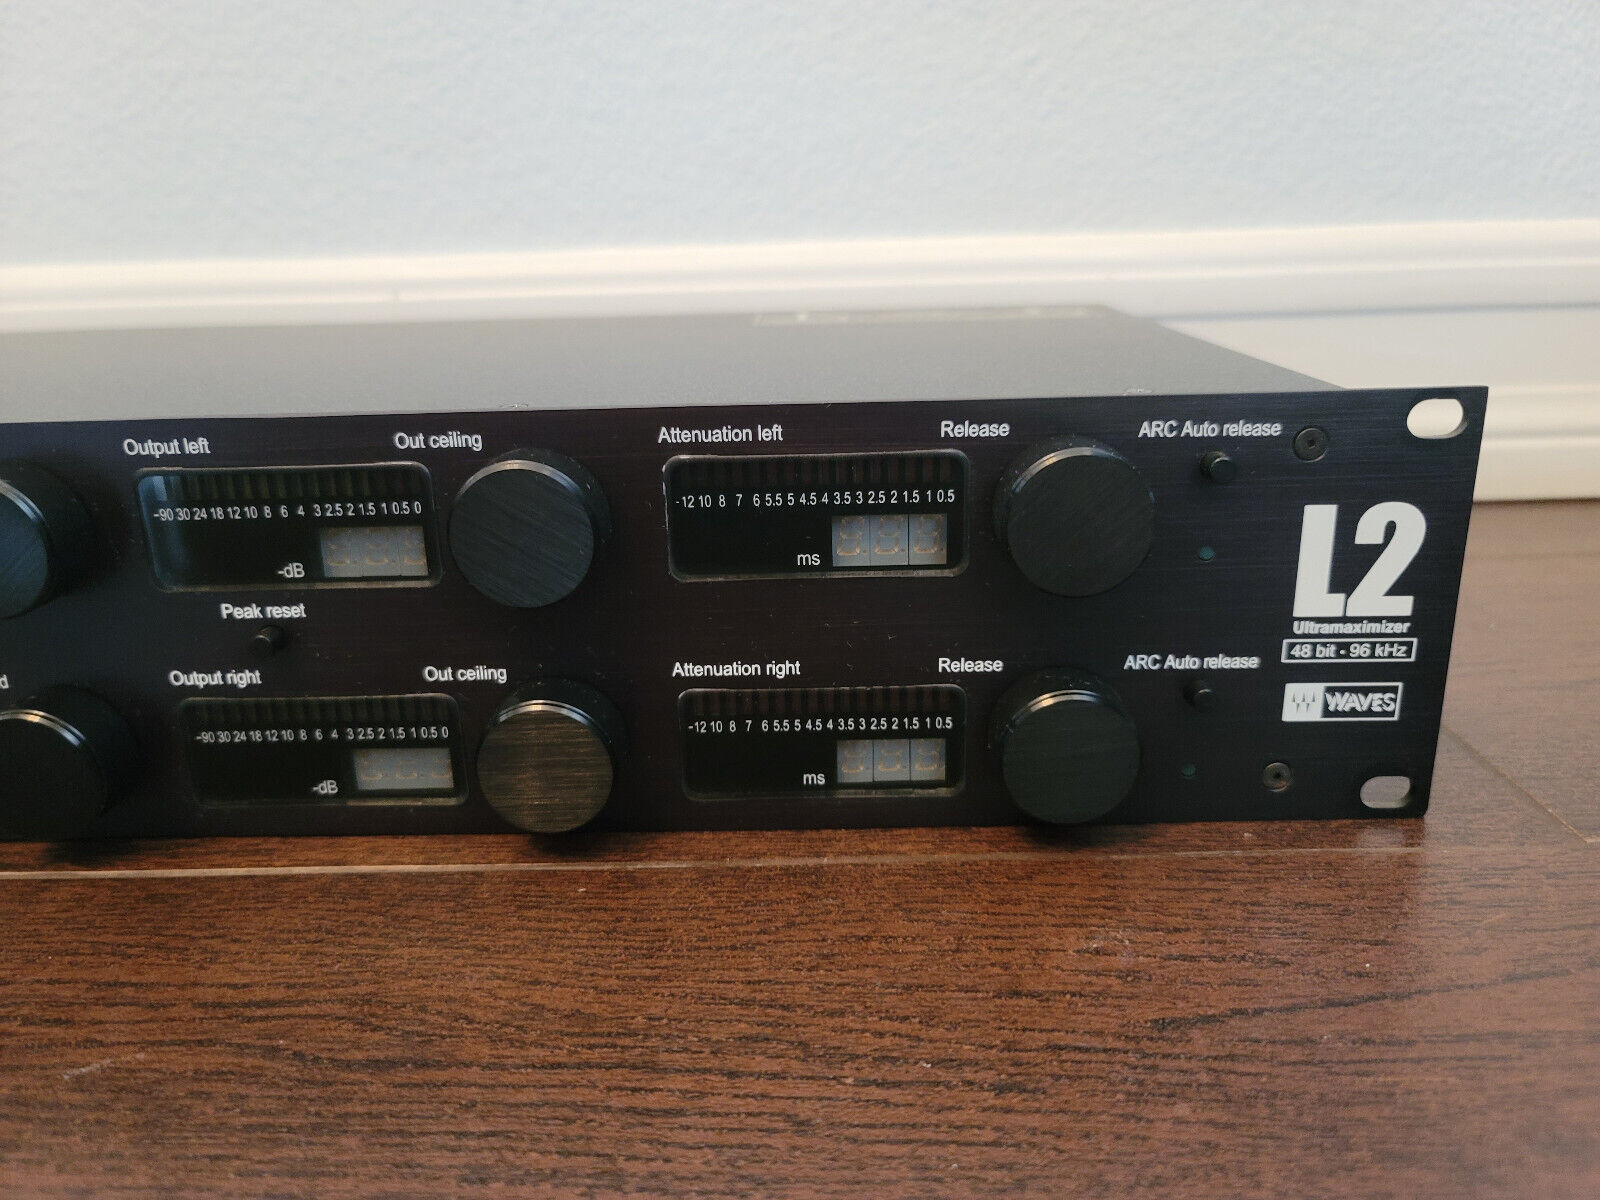 Output left
Out ceiling
Attenuation left
Release
ARC Auto release
-90 30 24 18 12 10 8 6 4 3 2.5 2 1.5 1 0.5 0
-dB
-12 10 8 7 6 5.5 5 4.5 4 3.5 3 2.5 2 1.5 1 0.5
ms
L2
Ultramaximizer
48 bit - 96 kHz
WAVES
Peak reset
d
Output right
Out ceiling
Attenuation right
Release
ARC Auto release
-90 30 24 18 12 10 8 6 4 3 2.5 2 1.5 1 0.5 0
-dB
-12 10 8 7 6 5.5 5 4.5 4 3.5 3 2.5 2 1.5 1 0.5
ms